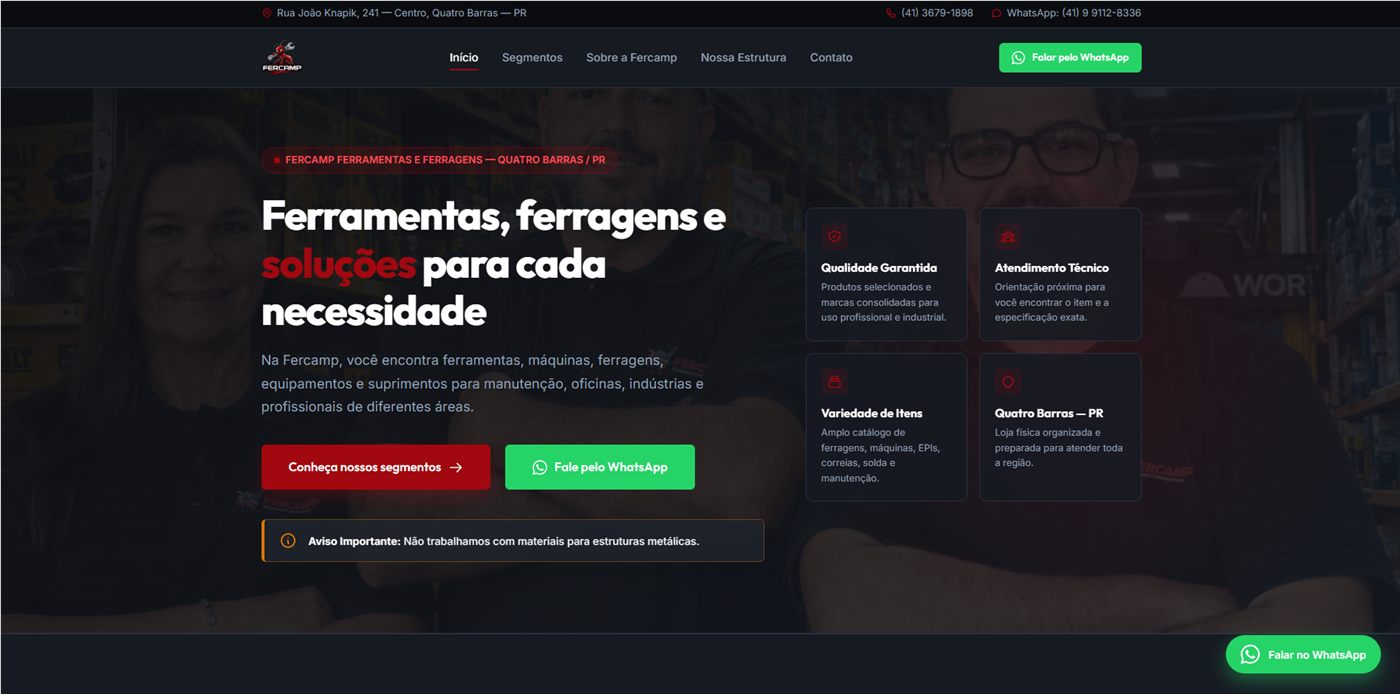 Rua João Knapik, 241 — Centro, Quatro Barras — PR
(41) 3679-1898
WhatsApp: (41) 9 9112-8336
FERCAMP
Início
Segmentos
Sobre a Fercamp
Nossa Estrutura
Contato
Falar pelo WhatsApp
FERCAMP FERRAMENTAS E FERRAGENS — QUATRO BARRAS / PR
Ferramentas, ferragens e
soluções para cada
necessidade
Na Fercamp, você encontra ferramentas, máquinas, ferragens,
equipamentos e suprimentos para manutenção, oficinas, indústrias e
profissionais de diferentes áreas.
Conheça nossos segmentos
Fale pelo WhatsApp
Aviso Importante: Não trabalhamos com materiais para estruturas metálicas.
Qualidade Garantida
Produtos selecionados e
marcas consolidadas para
uso profissional e industrial.
Atendimento Técnico
Orientação próxima para
você encontrar o item e a
especificação exata.
Variedade de Itens
Amplo catálogo de
ferragens, máquinas, EPIs,
correias, solda e
manutenção.
Quatro Barras — PR
Loja física organizada e
preparada para atender toda
a região.
WOR
FERCAMP
ERCAMP
Falar no WhatsApp